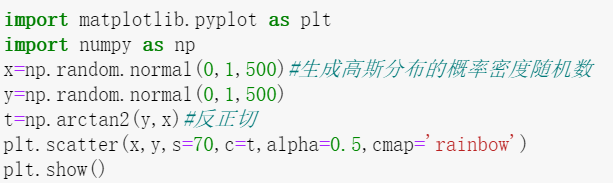 import matplotlib.pyplot as plt
import numpy as np
x=np.random.normal(0,1,500)#生成高斯分布的概率密度随机数
y=np.random.normal(0,1,500)
t=np.arctan2(y,x)#反正切
plt.scatter(x,y,s=70,c=t,alpha=0.5,cmap='rainbow')
plt.show()